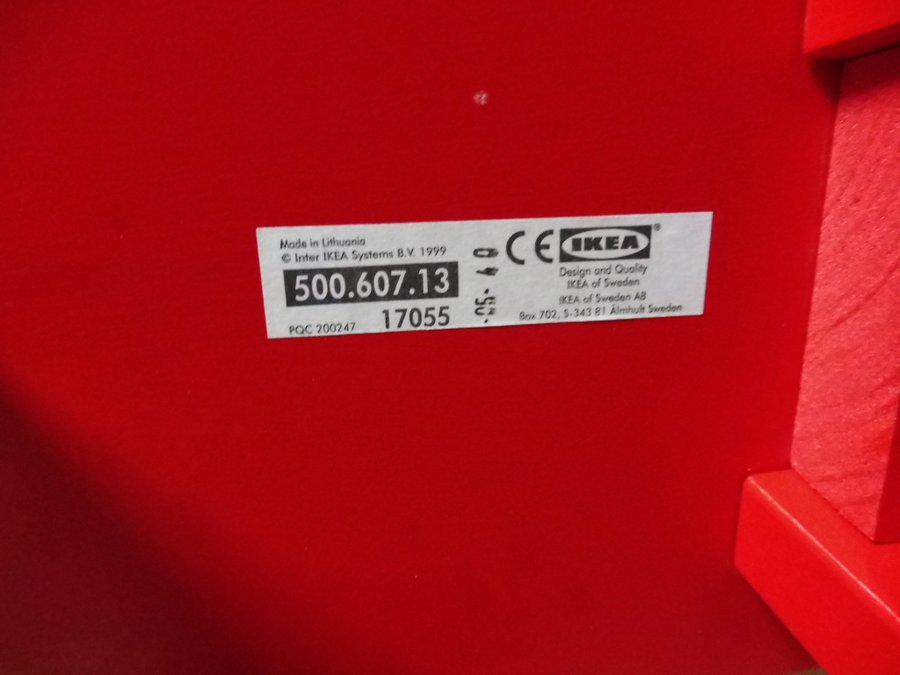 Made in Lithuania
© Inter IKEA Systems B.V. 1999
500.607.13
PQC 200247
17055
CE
IKEA®
Design and Quality
IKEA of Sweden
IKEA of Sweden AB
Box 702, S-343 81 Älmhult Sweden